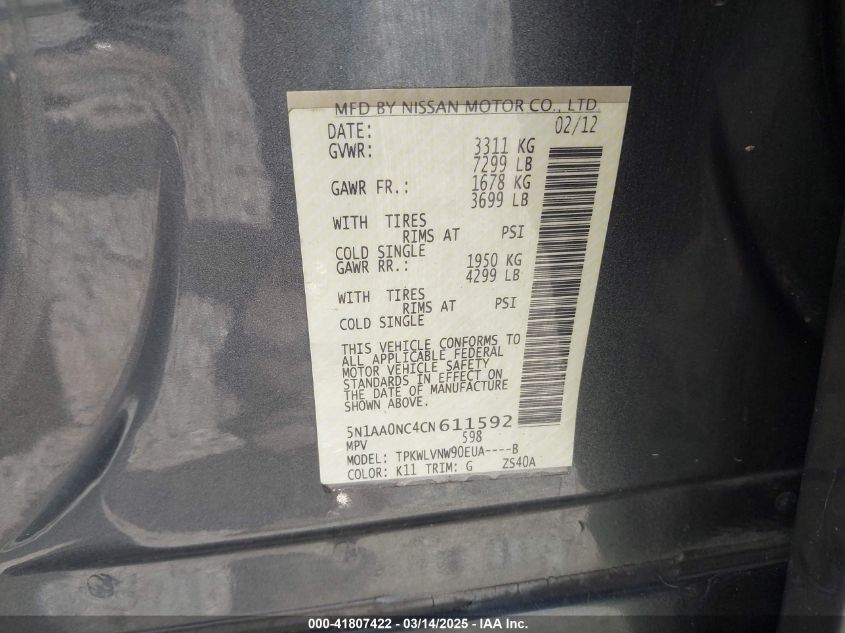 MFD BY NISSAN MOTOR CO., LTD.
DATE: 02/12
GVWR: 3311 KG
7299 LB
GAWR FR.: 1678 KG
3699 LB
WITH TIRES
RIMS AT PSI
COLD SINGLE
GAWR RR.: 1950 KG
4299 LB
WITH TIRES
RIMS AT PSI
COLD SINGLE
THIS VEHICLE CONFORMS TO
ALL APPLICABLE FEDERAL
MOTOR VEHICLE SAFETY
STANDARDS IN EFFECT ON
THE DATE OF MANUFACTURE
SHOWN ABOVE.
5N1AA0NC4CN611592
MPV 598
MODEL: TPKWLVNW90EUA----B
COLOR: K11 TRIM: G ZS40A
000-41807422 - 03/14/2025 - IAA Inc.